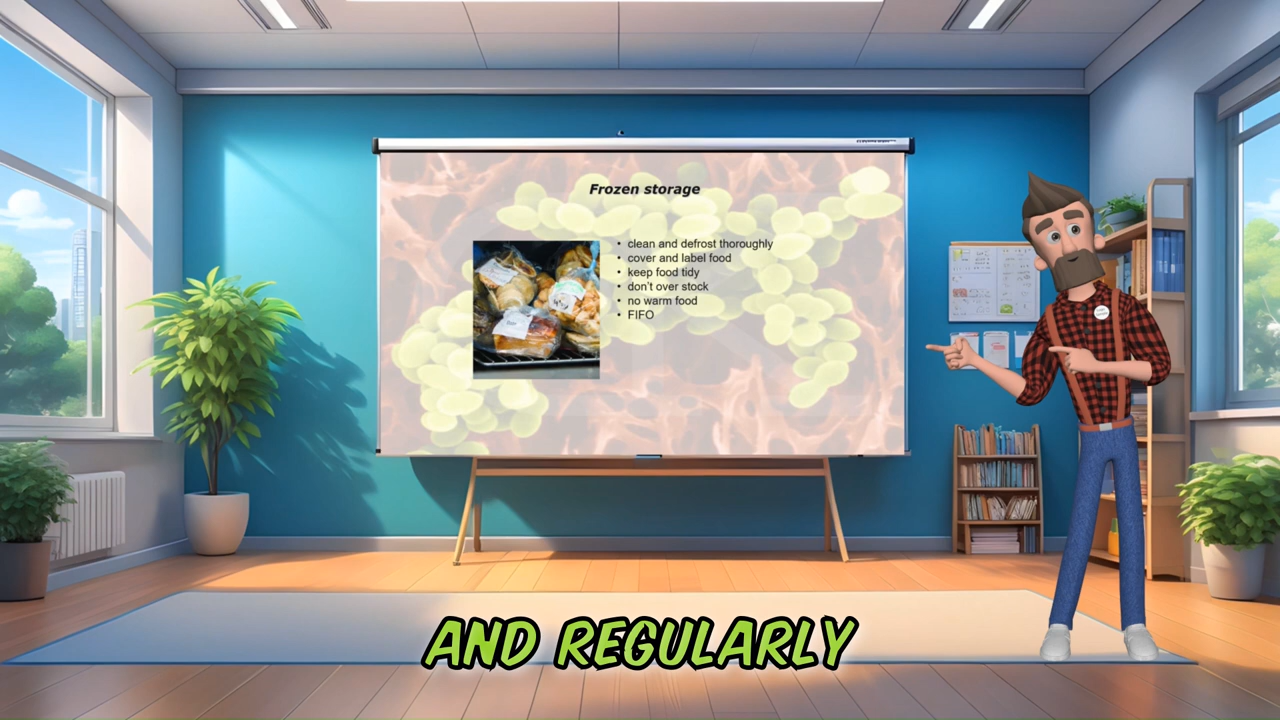 Frozen storage
• clean and defrost thoroughly
• cover and label food
• keep food tidy
• don't over stock
• no warm food
• FIFO
AND REGULARLY